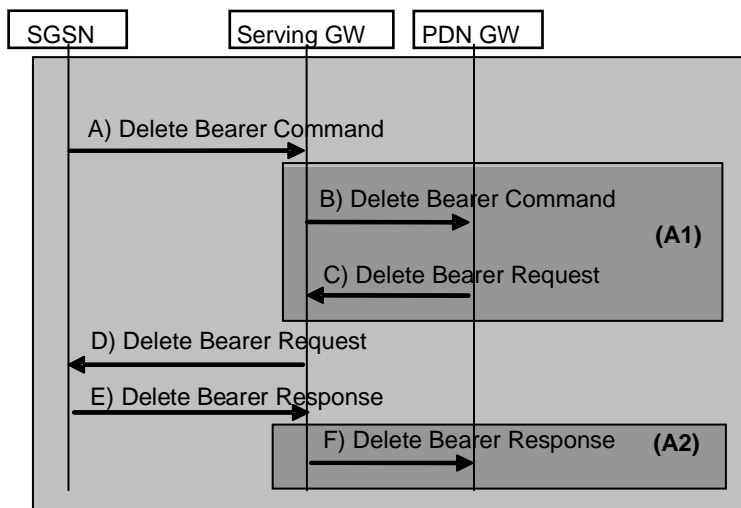 SGSN
Serving GW
PDN GW
A) Delete Bearer Command
B) Delete Bearer Command
(A1)
C) Delete Bearer Request
D) Delete Bearer Request
E) Delete Bearer Response
F) Delete Bearer Response
(A2)